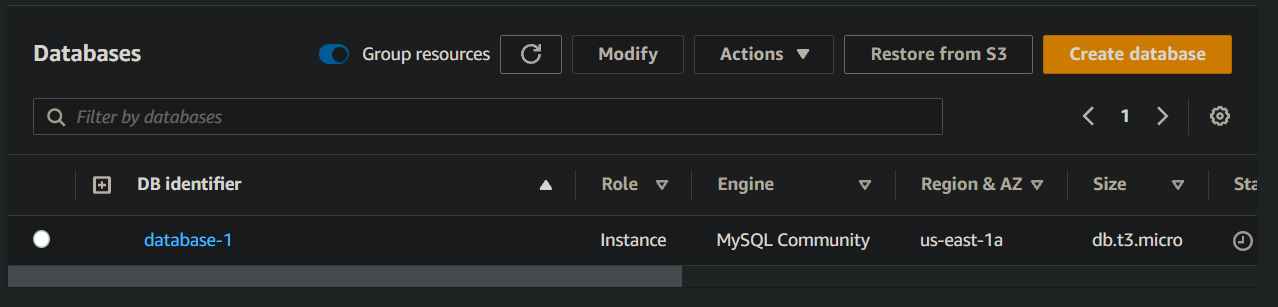 Databases Group resources Modify Actions Restore from S3 Create database
Filter by databases 1
DB identifier Role Engine Region & AZ Size Sta
database-1 Instance MySQL Community us-east-1a db.t3.micro